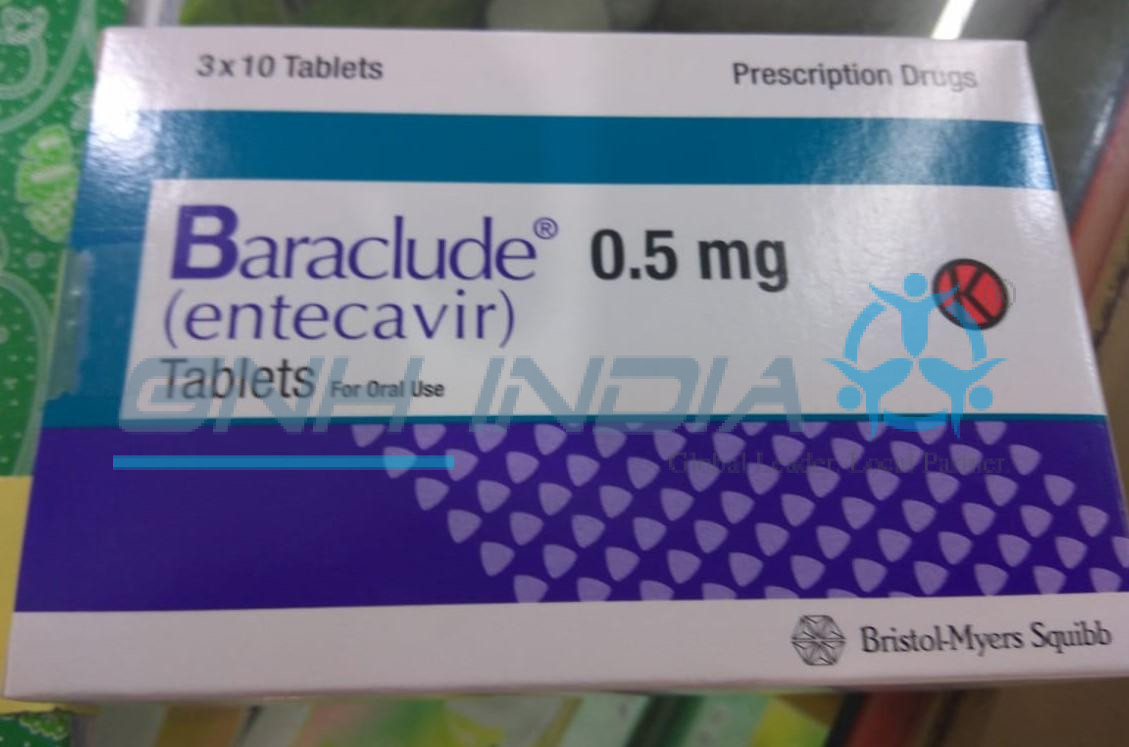 3 x 10 Tablets
Prescription Drugs
Baraclude® 0.5 mg
(entecavir)
K
Tablets For Oral Use
GNH INDIA
Global Leader, Local Partner
Bristol-Myers Squibb